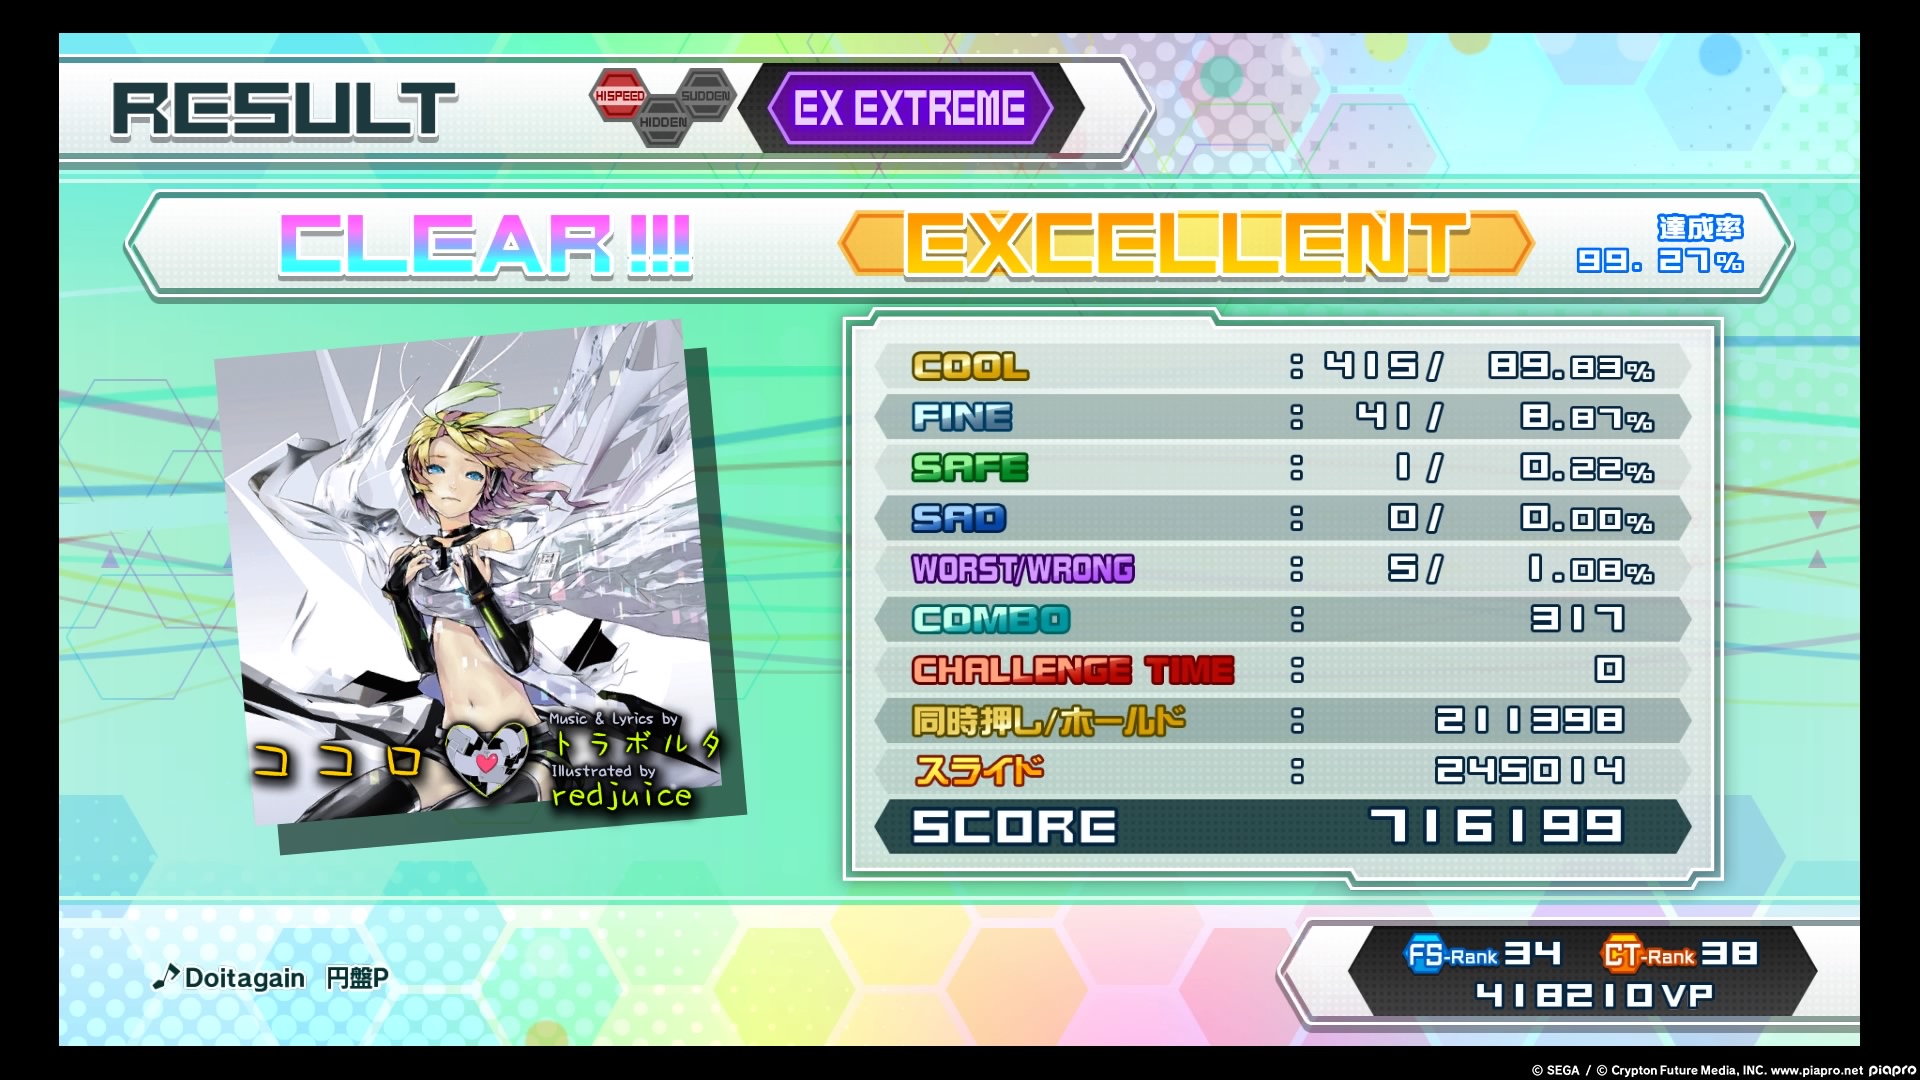 RESULT
HISPEED
HIDDEN
SUDDEN
EX EXTREME
CLEAR!!!
EXCELLENT
達成率
99.27%
COOL : 415/ 89.83%
FINE : 41/ 8.87%
SAFE : 1/ 0.22%
SAD : 0/ 0.00%
WORST/WRONG : 5/ 1.08%
COMBO : 317
CHALLENGE TIME : 0
同時押し/ホールド : 211398
スライド : 245014
SCORE 716199
ココロ
Music & Lyrics by
トラボルタ
Illustrated by
redjuice
♪Doitagain 円盤P
FS-Rank 34 CT-Rank 38
418210VP
© SEGA / © Crypton Future Media, INC. www.piapro.net piapro